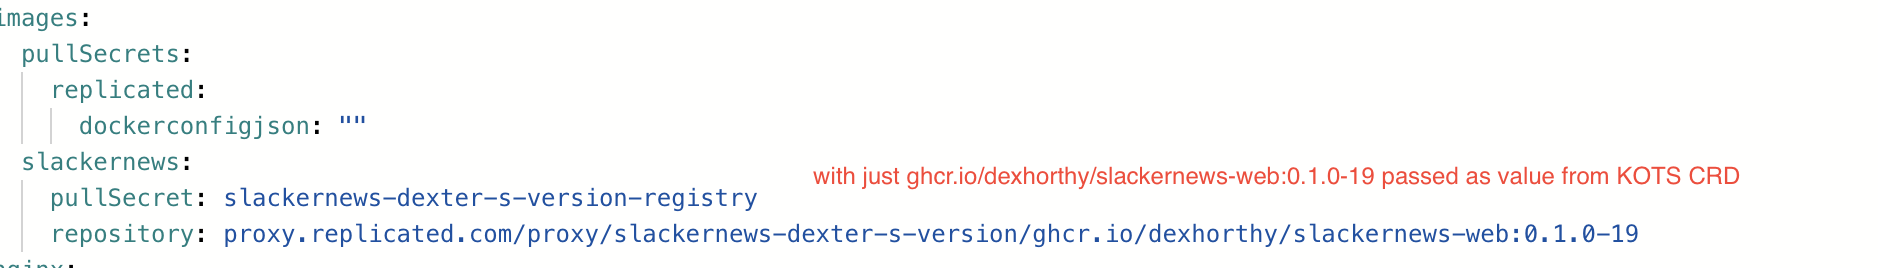 images:
pullSecrets:
replicated:
dockerconfigjson: ""
slackernews:
with just ghcr.io/dexhorthy/slackernews-web:0.1.0-19 passed as value from KOTS CRD
pullSecret: slackernews-dexter-s-version-registry
repository: proxy.replicated.com/proxy/slackernews-dexter-s-version/ghcr.io/dexhorthy/slackernews-web:0.1.0-19
nginx: